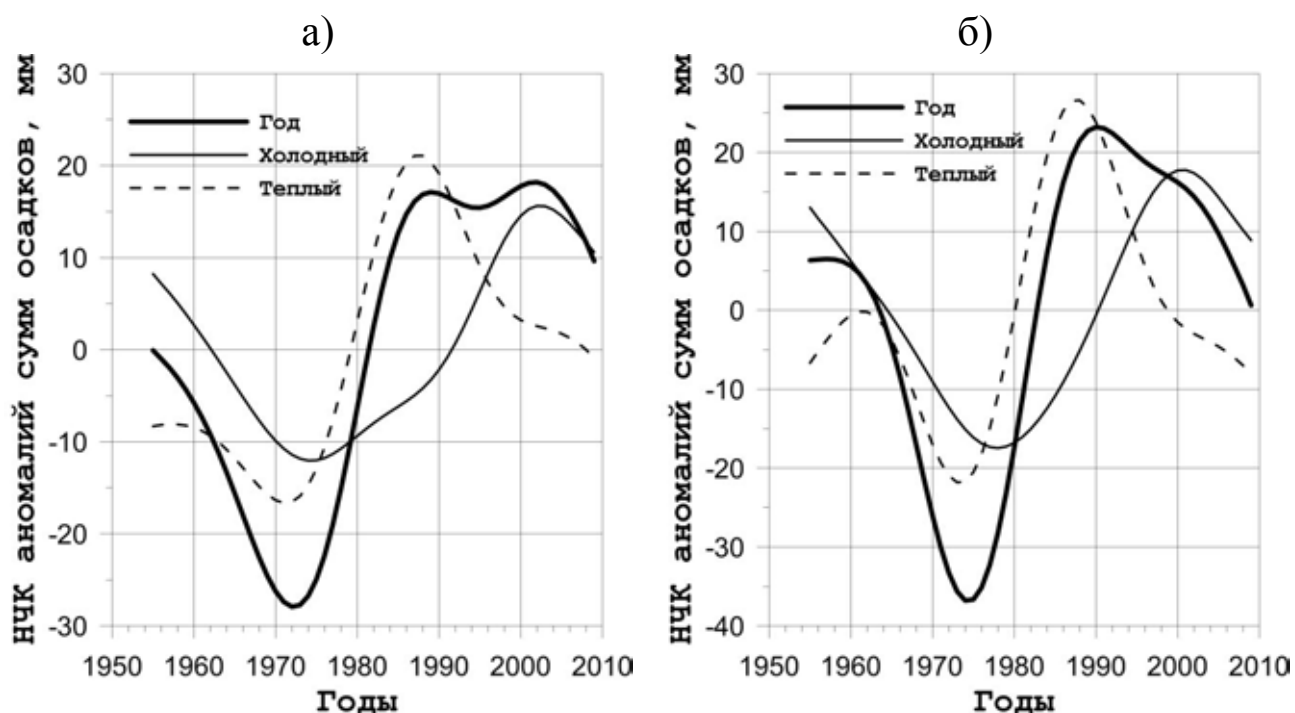 а)
НЧК аномалий сумм осадков, мм
30
20
10
0
-10
-20
-30
Год
Холодный
Теплый
1950 1960 1970 1980 1990 2000 2010
Годы
б)
НЧК аномалий сумм осадков, мм
30
20
10
0
-10
-20
-30
-40
Год
Холодный
Теплый
1950 1960 1970 1980 1990 2000 2010
Годы